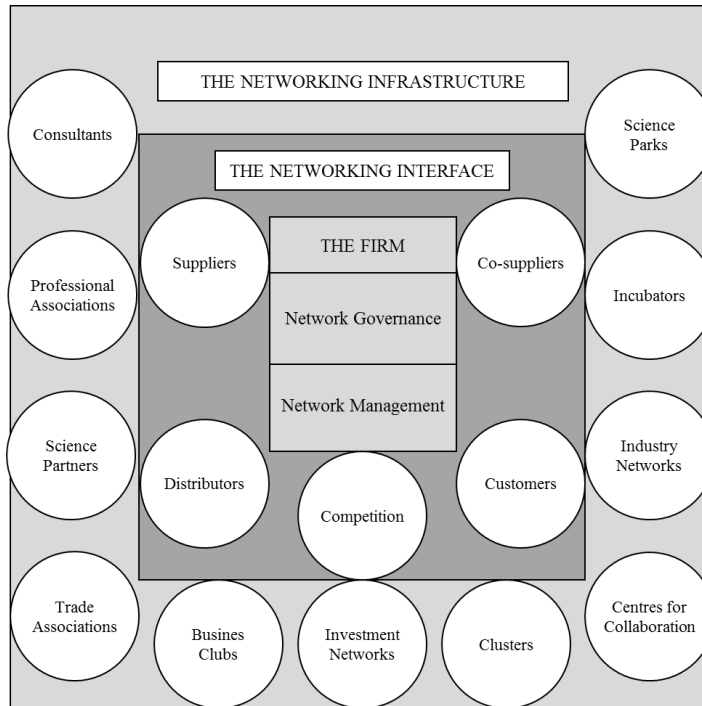 THE NETWORKING INFRASTRUCTURE
Consultants
Science
Parks
THE NETWORKING INTERFACE
Suppliers
THE FIRM
Co-suppliers
Professional
Associations
Network Governance
Incubators
Network Management
Science
Partners
Distributors
Competition
Customers
Industry
Networks
Trade
Associations
Busines
Clubs
Investment
Networks
Clusters
Centres for
Collaboration